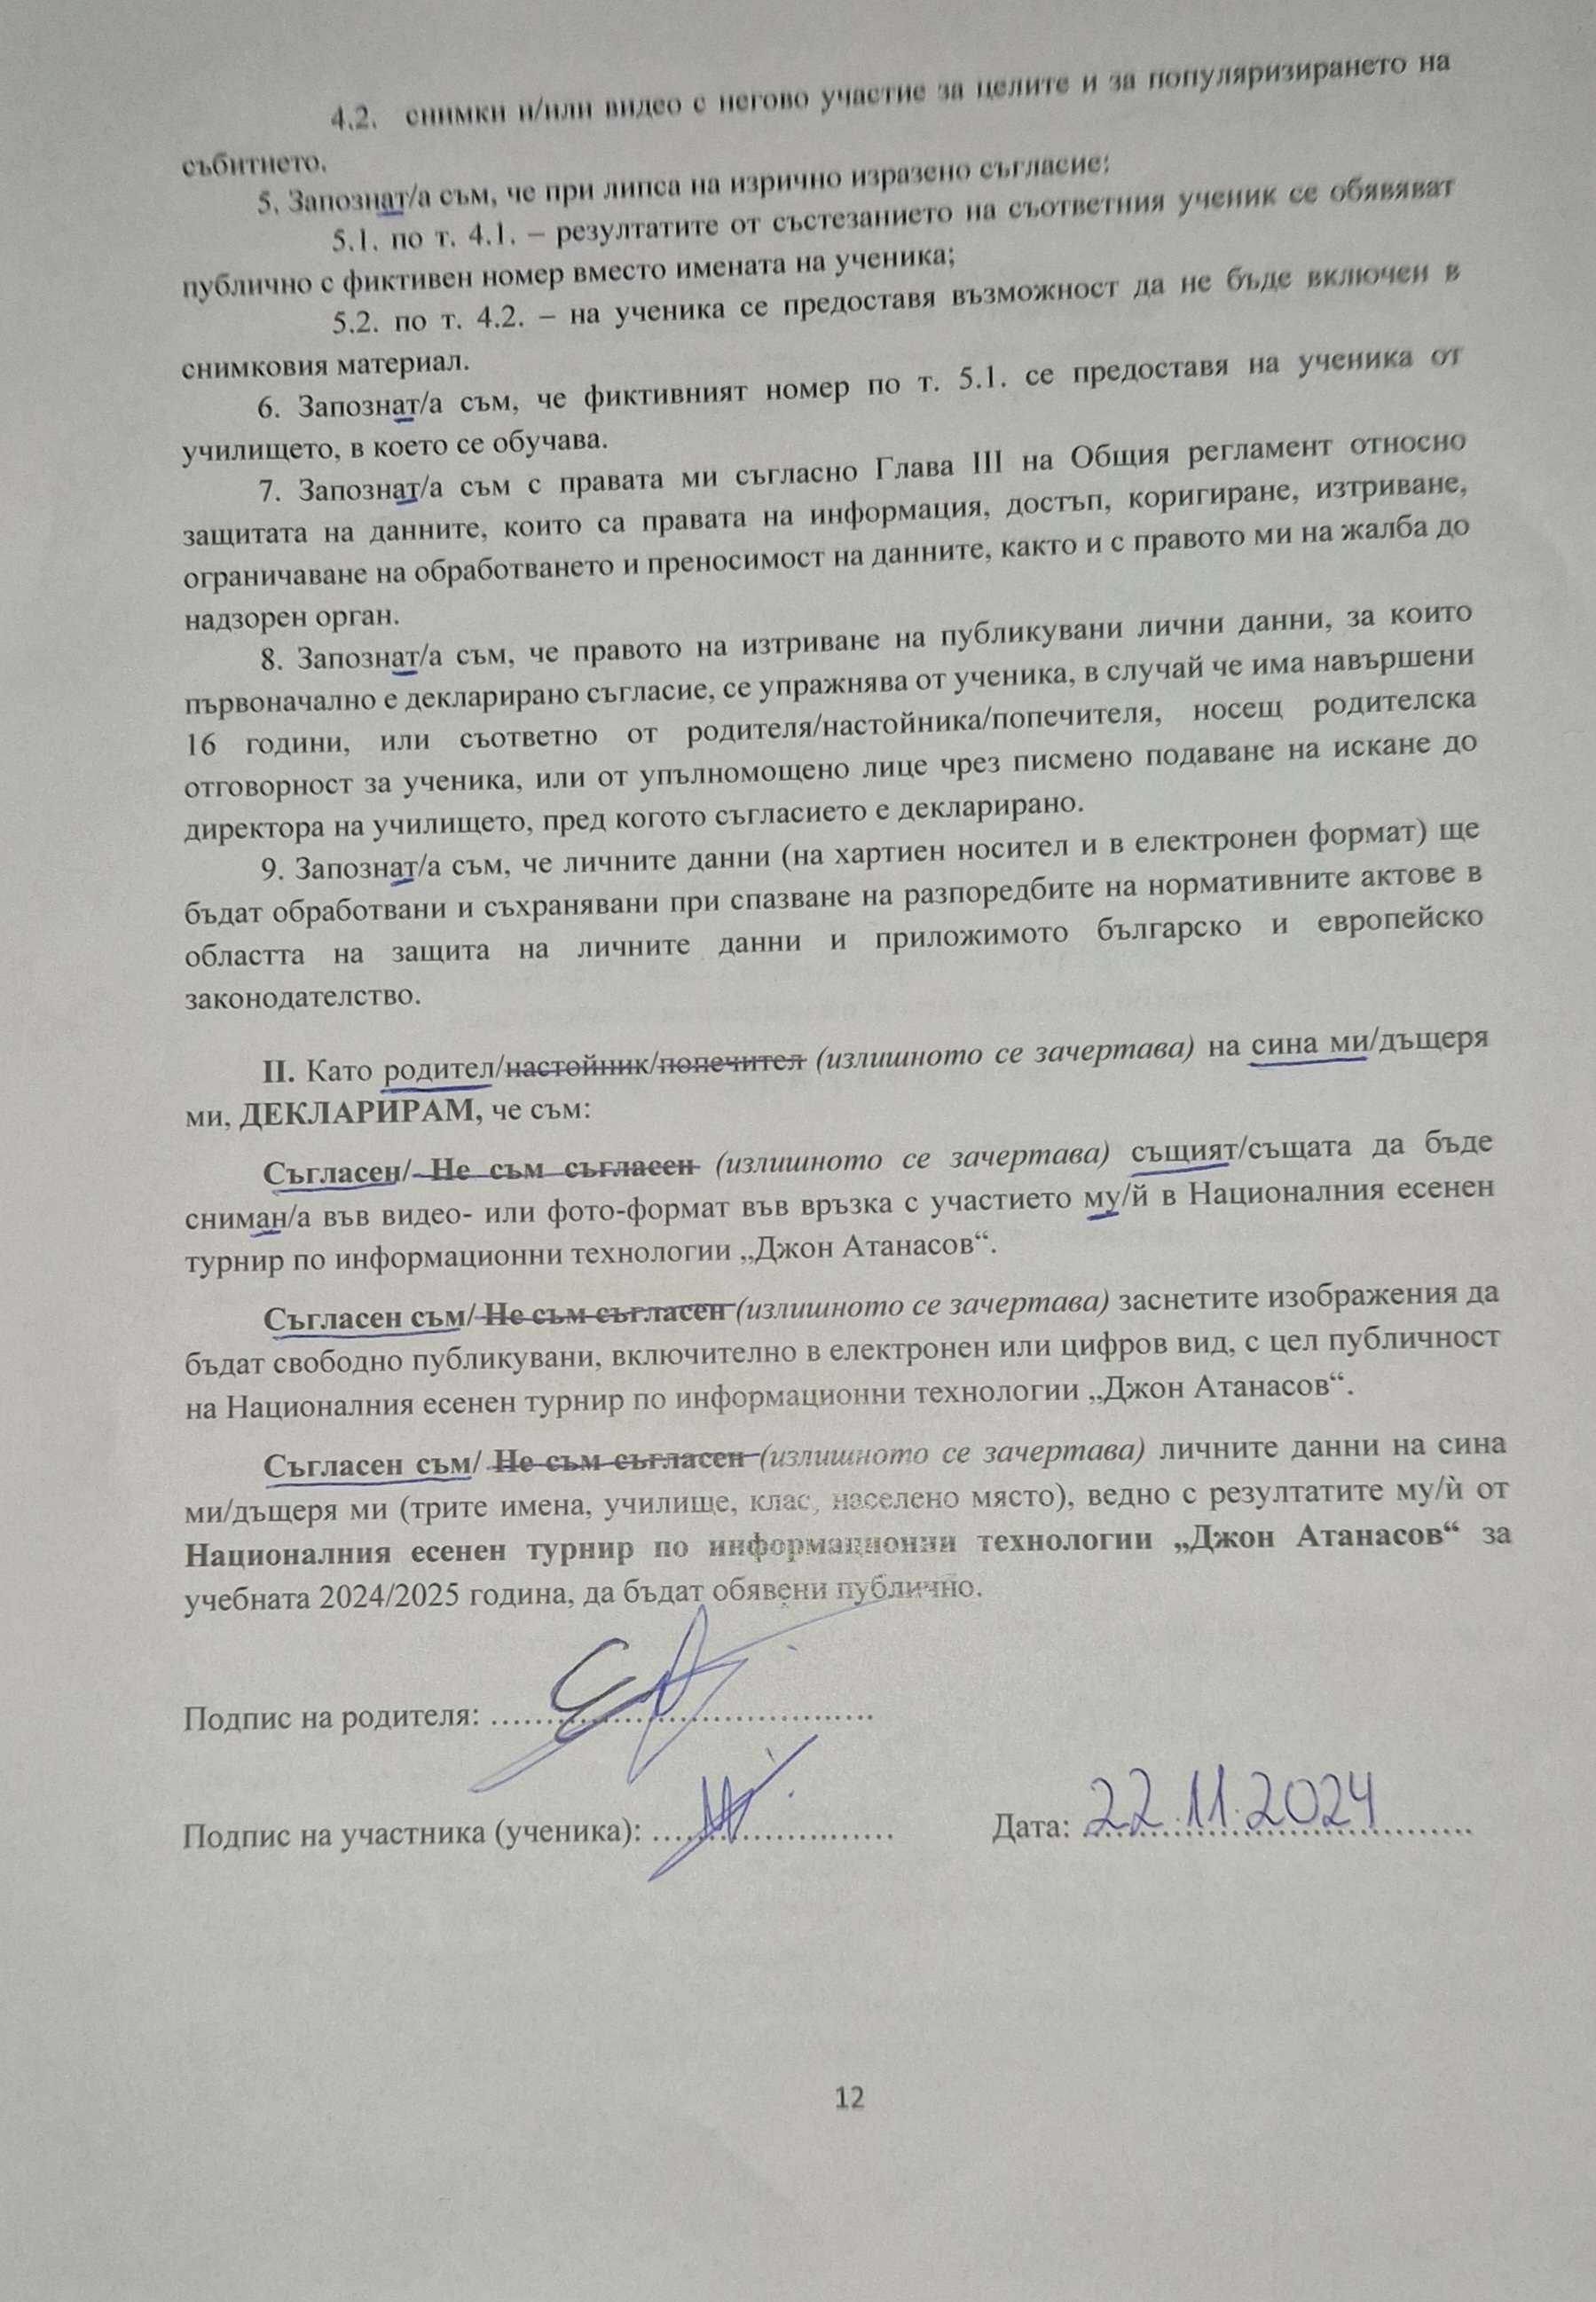 4.2. снимки и/или видео с негово участие за целите и за популяризирането на
събитието.
5. Запознат/а съм, че при липса на изрично изразено съгласие:
5.1. по т. 4.1. – резултатите от състезанието на съответния ученик се обявяват
публично с фиктивен номер вместо имената на ученика;
5.2. по т. 4.2. – на ученика се предоставя възможност да не бъде включен в
снимковия материал.
6. Запознат/а съм, че фиктивният номер по т. 5.1. се предоставя на ученика от
училището, в което се обучава.
7. Запознат/а съм с правата ми съгласно Глава III на Общия регламент относно
защитата на данните, които са правата на информация, достъп, коригиране, изтриване,
ограничаване на обработването и преносимост на данните, както и с правото ми на жалба до
надзорен орган.
8. Запознат/а съм, че правото на изтриване на публикувани лични данни, за които
първоначално е декларирано съгласие, се упражнява от ученика, в случай че има навършени
16 години, или съответно от родителя/настойника/попечителя, носещ родителска
отговорност за ученика, или от упълномощено лице чрез писмено подаване на искане до
директора на училището, пред когото съгласието е декларирано.
9. Запознат/а съм, че личните данни (на хартиен носител и в електронен формат) ще
бъдат обработвани и съхранявани при спазване на разпоредбите на нормативните актове в
областта на защита на личните данни и приложимото българско и европейско
законодателство.
II. Като родител/настойник/попечител (излишното се зачертава) на сина ми/дъщеря
ми, ДЕКЛАРИРАМ, че съм:
Съгласен/ Не съм съгласен (излишното се зачертава) същият/същата да бъде
сниман/а във видео- или фото-формат във връзка с участието му/й в Националния есенен
турнир по информационни технологии „Джон Атанасов“.
Съгласен съм/ Не съм съгласен (излишното се зачертава) заснетите изображения да
бъдат свободно публикувани, включително в електронен или цифров вид, с цел публичност
на Националния есенен турнир по информационни технологии „Джон Атанасов“.
Съгласен съм/ Не съм съгласен (излишното се зачертава) личните данни на сина
ми/дъщеря ми (трите имена, училище, клас, населено място), ведно с резултатите му/ѝ от
Националния есенен турнир по информационни технологии „Джон Атанасов“ за
учебната 2024/2025 година, да бъдат обявени публично.
Подпис на родителя: ........................................
Подпис на участника (ученика): ........................... Дата: 22.11.2024
12